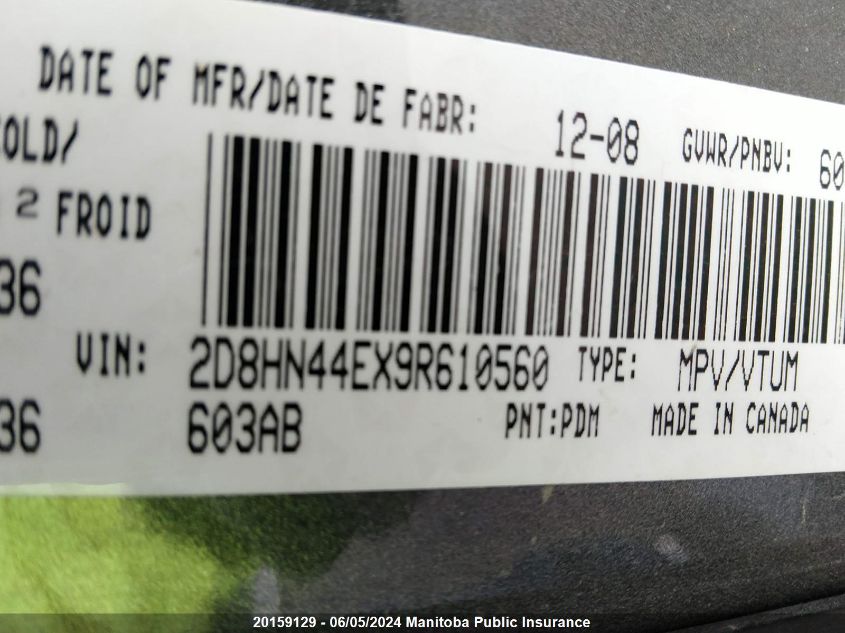 DATE OF MFR/DATE DE FABR: 12-08 GVWR/PNBV: 60
COLD/
2 FROID
36
VIN: 2D8HN44EX9R610560 TYPE: MPV/VTUM
36 603AB PNT:PDM MADE IN CANADA
20159129 - 06/05/2024 Manitoba Public Insurance